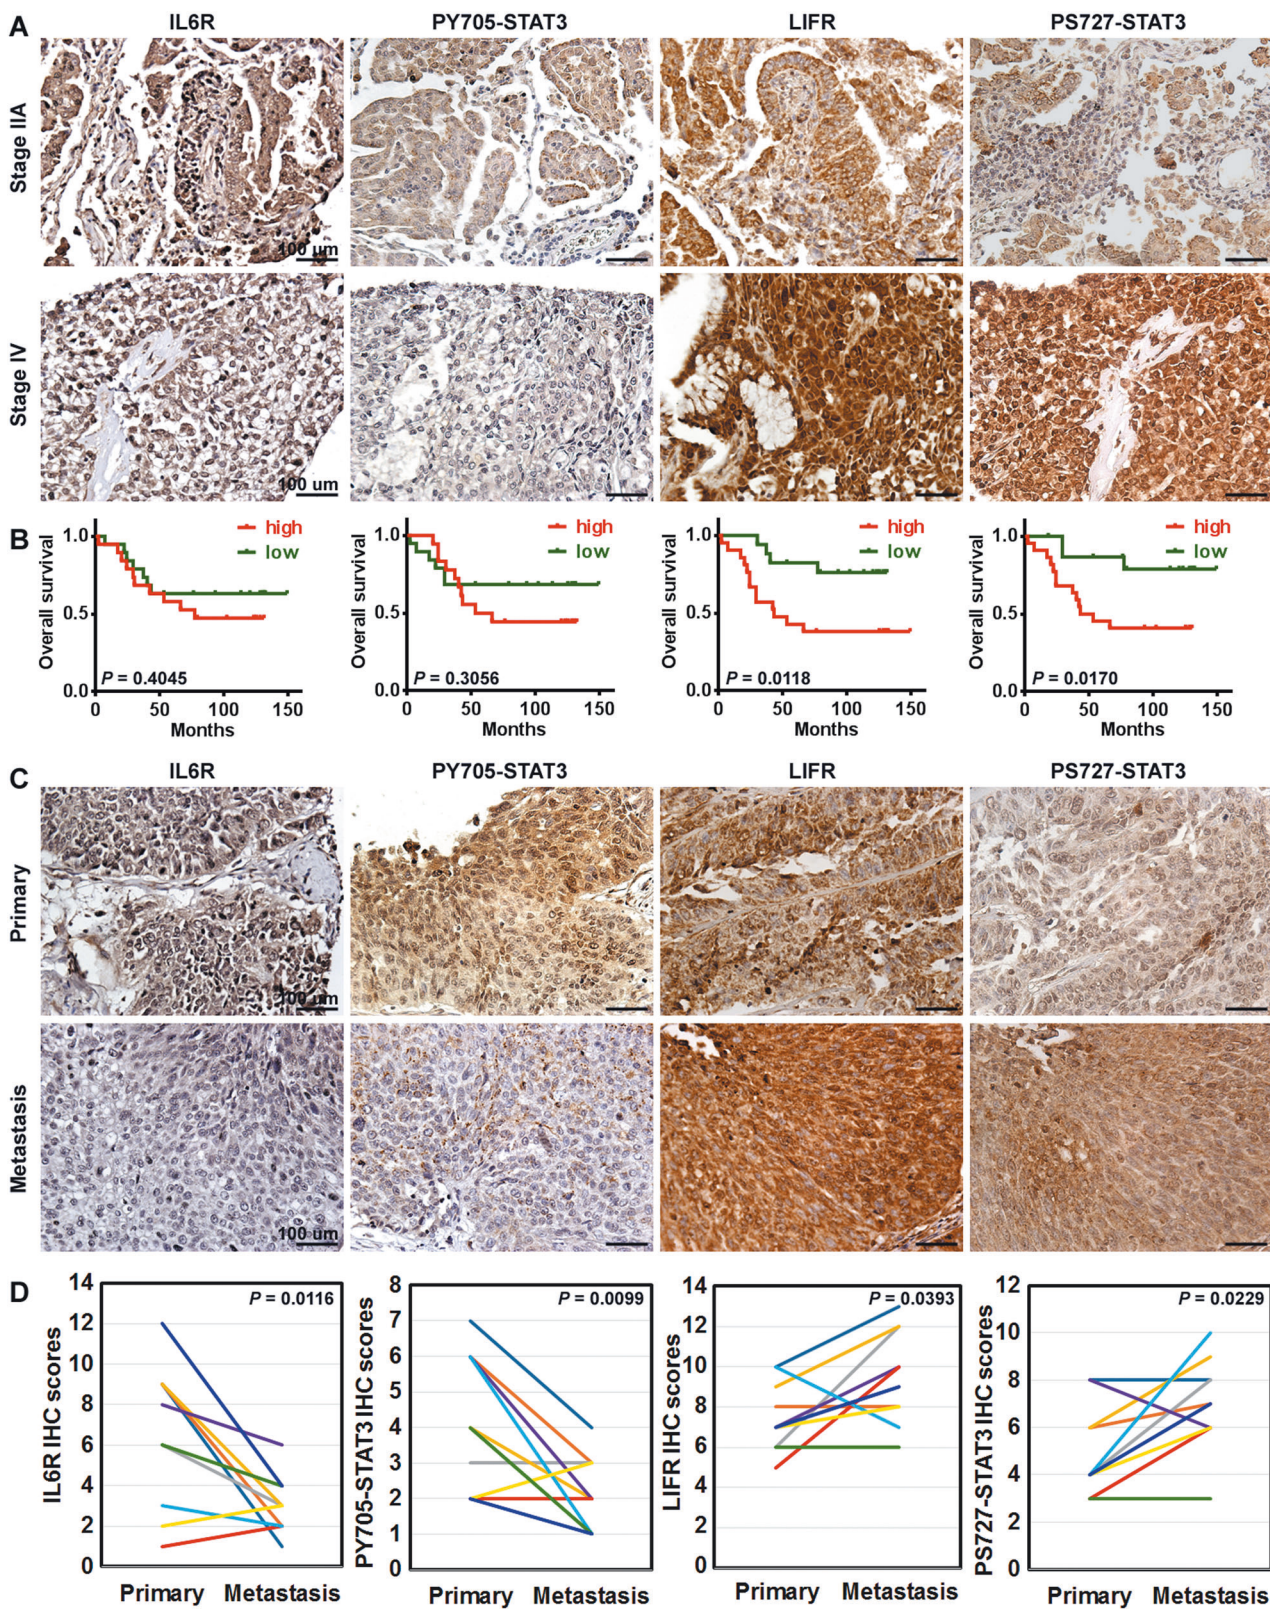 A
IL6R
PY705-STAT3
LIFR
PS727-STAT3
Stage IIA
100 um
Stage IV
100 um
B
Overall survival
1.0
0.5
0.0
high
low
P = 0.4045
0
50
100
150
Months
Overall survival
1.0
0.5
0.0
high
low
P = 0.3056
0
50
100
150
Months
Overall survival
1.0
0.5
0.0
high
low
P = 0.0118
0
50
100
150
Months
Overall survival
1.0
0.5
0.0
high
low
P = 0.0170
0
50
100
150
Months
C
IL6R
PY705-STAT3
LIFR
PS727-STAT3
Primary
100 um
Metastasis
100 um
D
IL6R IHC scores
14
12
10
8
6
4
2
0
P = 0.0116
Primary
Metastasis
PY705-STAT3 IHC scores
8
7
6
5
4
3
2
1
0
P = 0.0099
Primary
Metastasis
LIFR IHC scores
14
12
10
8
6
4
2
0
P = 0.0393
Primary
Metastasis
PS727-STAT3 IHC scores
12
10
8
6
4
2
0
P = 0.0229
Primary
Metastasis